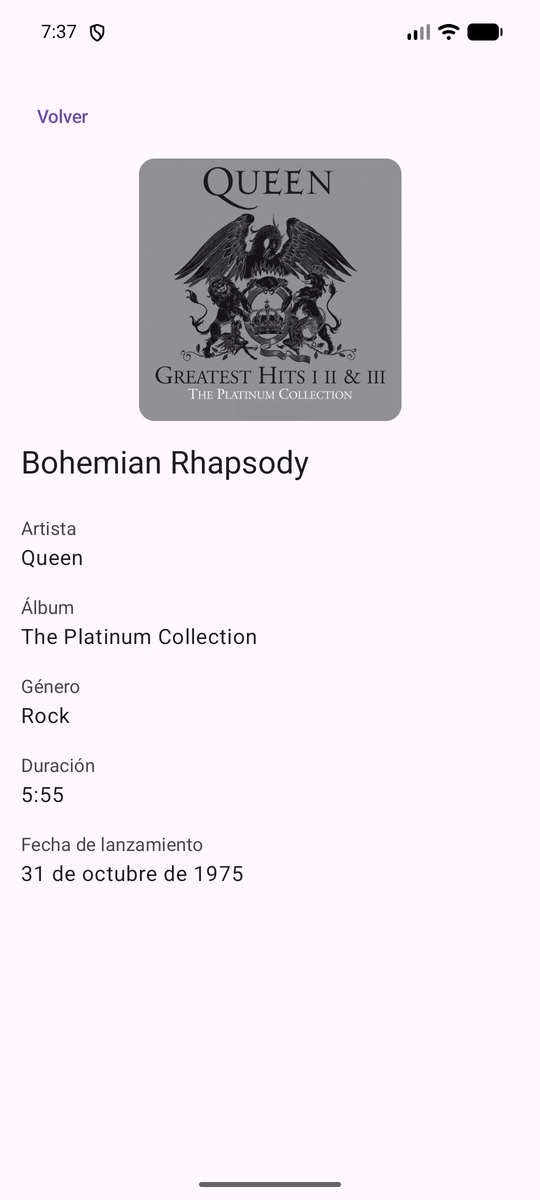 7:37
Volver
QUEEN
GREATEST HITS I II & III
THE PLATINUM COLLECTION
Bohemian Rhapsody
Artista
Queen
Álbum
The Platinum Collection
Género
Rock
Duración
5:55
Fecha de lanzamiento
31 de octubre de 1975